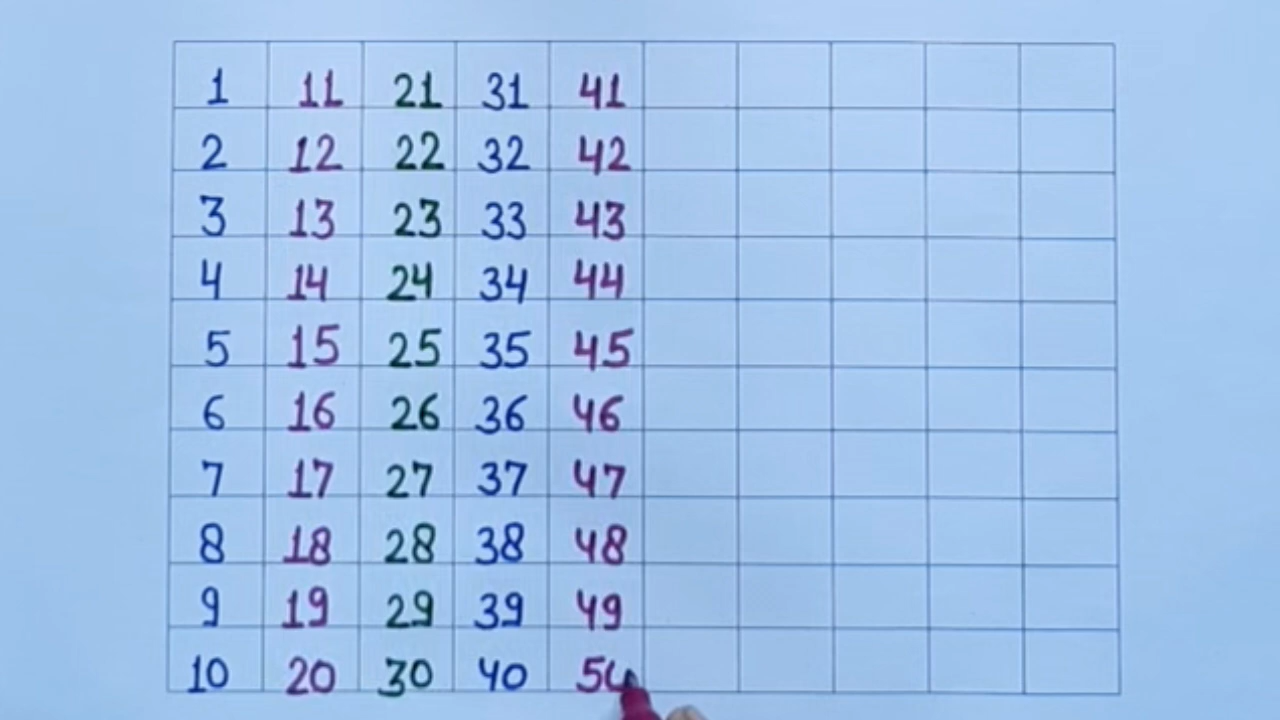 1 11 21 31 41
2 12 22 32 42
3 13 23 33 43
4 14 24 34 44
5 15 25 35 45
6 16 26 36 46
7 17 27 37 47
8 18 28 38 48
9 19 29 39 49
10 20 30 40